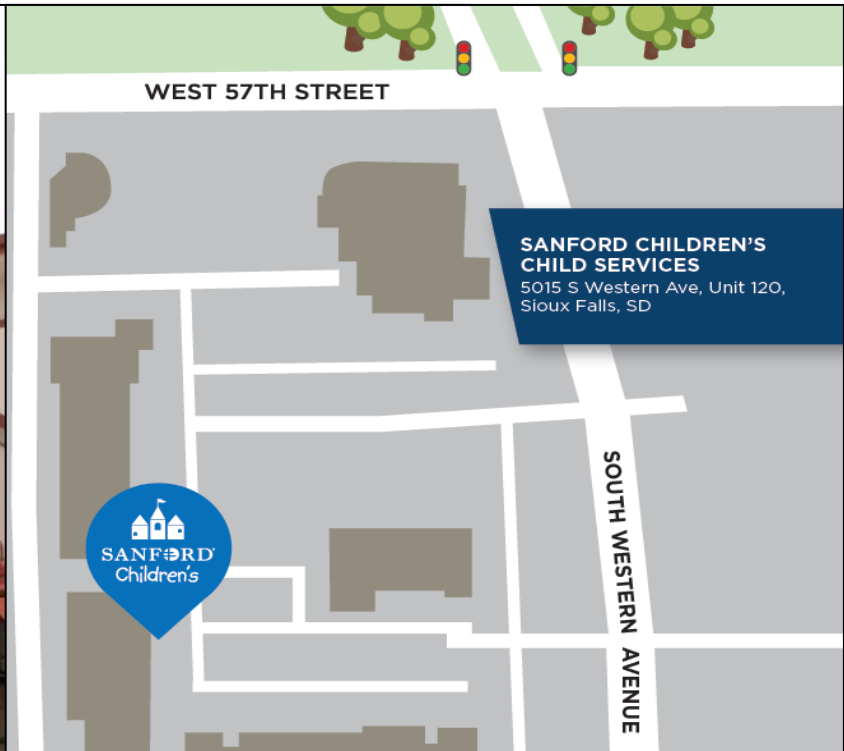 WEST 57TH STREET
SANFORD CHILDREN'S
CHILD SERVICES
5015 S Western Ave, Unit 120,
Sioux Falls, SD
SOUTH WESTERN AVENUE
SANFORD
Children's